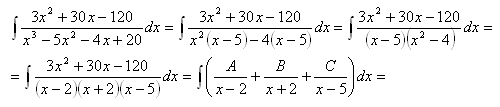 ∫ (3x² + 30x − 120)/(x³ − 5x² − 4x + 20) dx = ∫ (3x² + 30x − 120)/(x²(x − 5) − 4(x − 5)) dx = ∫ (3x² + 30x − 120)/((x − 5)(x² − 4)) dx =
= ∫ (3x² + 30x − 120)/((x − 2)(x + 2)(x − 5)) dx = ∫ (A/(x − 2) + B/(x + 2) + C/(x − 5)) dx =